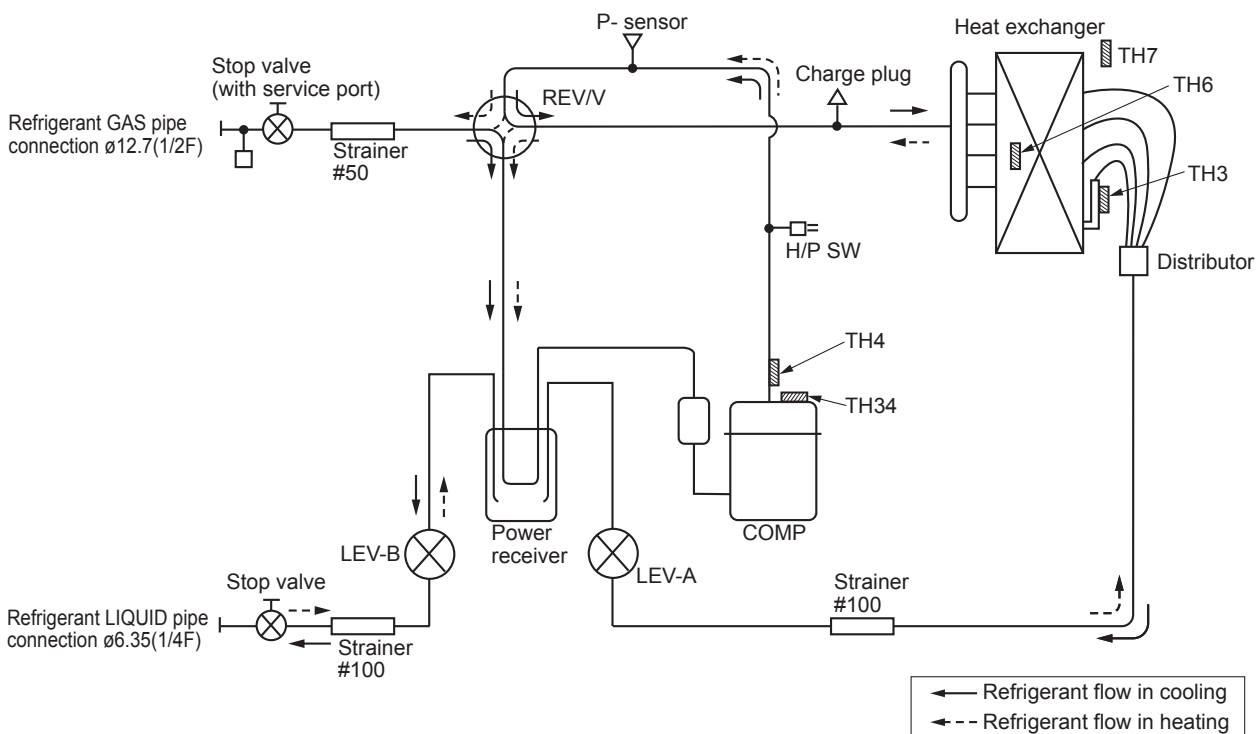 P- sensor
Heat exchanger
TH7
Stop valve
(with service port)
REV/V
Charge plug
TH6
Refrigerant GAS pipe
connection ø12.7(1/2F)
Strainer
#50
TH3
H/P SW
Distributor
TH4
TH34
Power
receiver
COMP
LEV-B
LEV-A
Stop valve
Strainer
#100
Refrigerant LIQUID pipe
connection ø6.35(1/4F)
Strainer
#100
Refrigerant flow in cooling
Refrigerant flow in heating